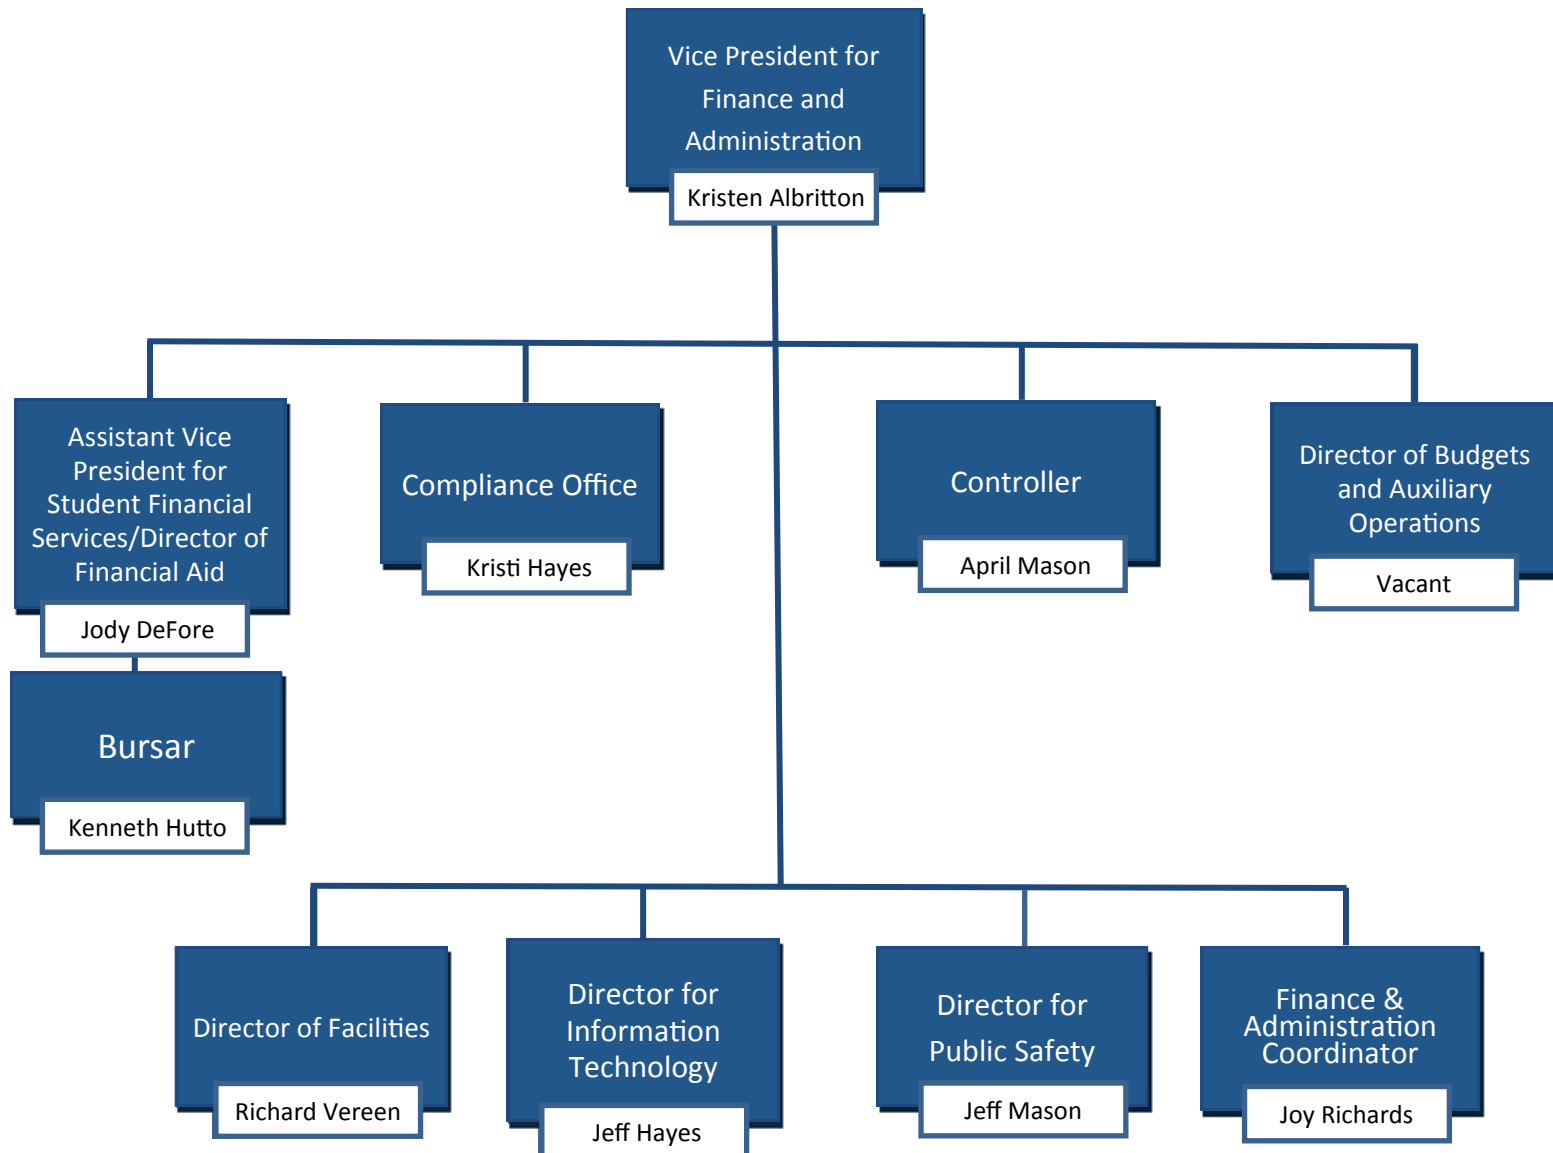 Vice President for
Finance and
Administration
Kristen Albritton
Assistant Vice
President for
Student Financial
Services/Director of
Financial Aid
Jody DeFore
Compliance Office
Kristi Hayes
Controller
April Mason
Director of Budgets
and Auxiliary
Operations
Vacant
Bursar
Kenneth Hutto
Director of Facilities
Richard Vereen
Director for
Information
Technology
Jeff Hayes
Director for
Public Safety
Jeff Mason
Finance &
Administration
Coordinator
Joy Richards